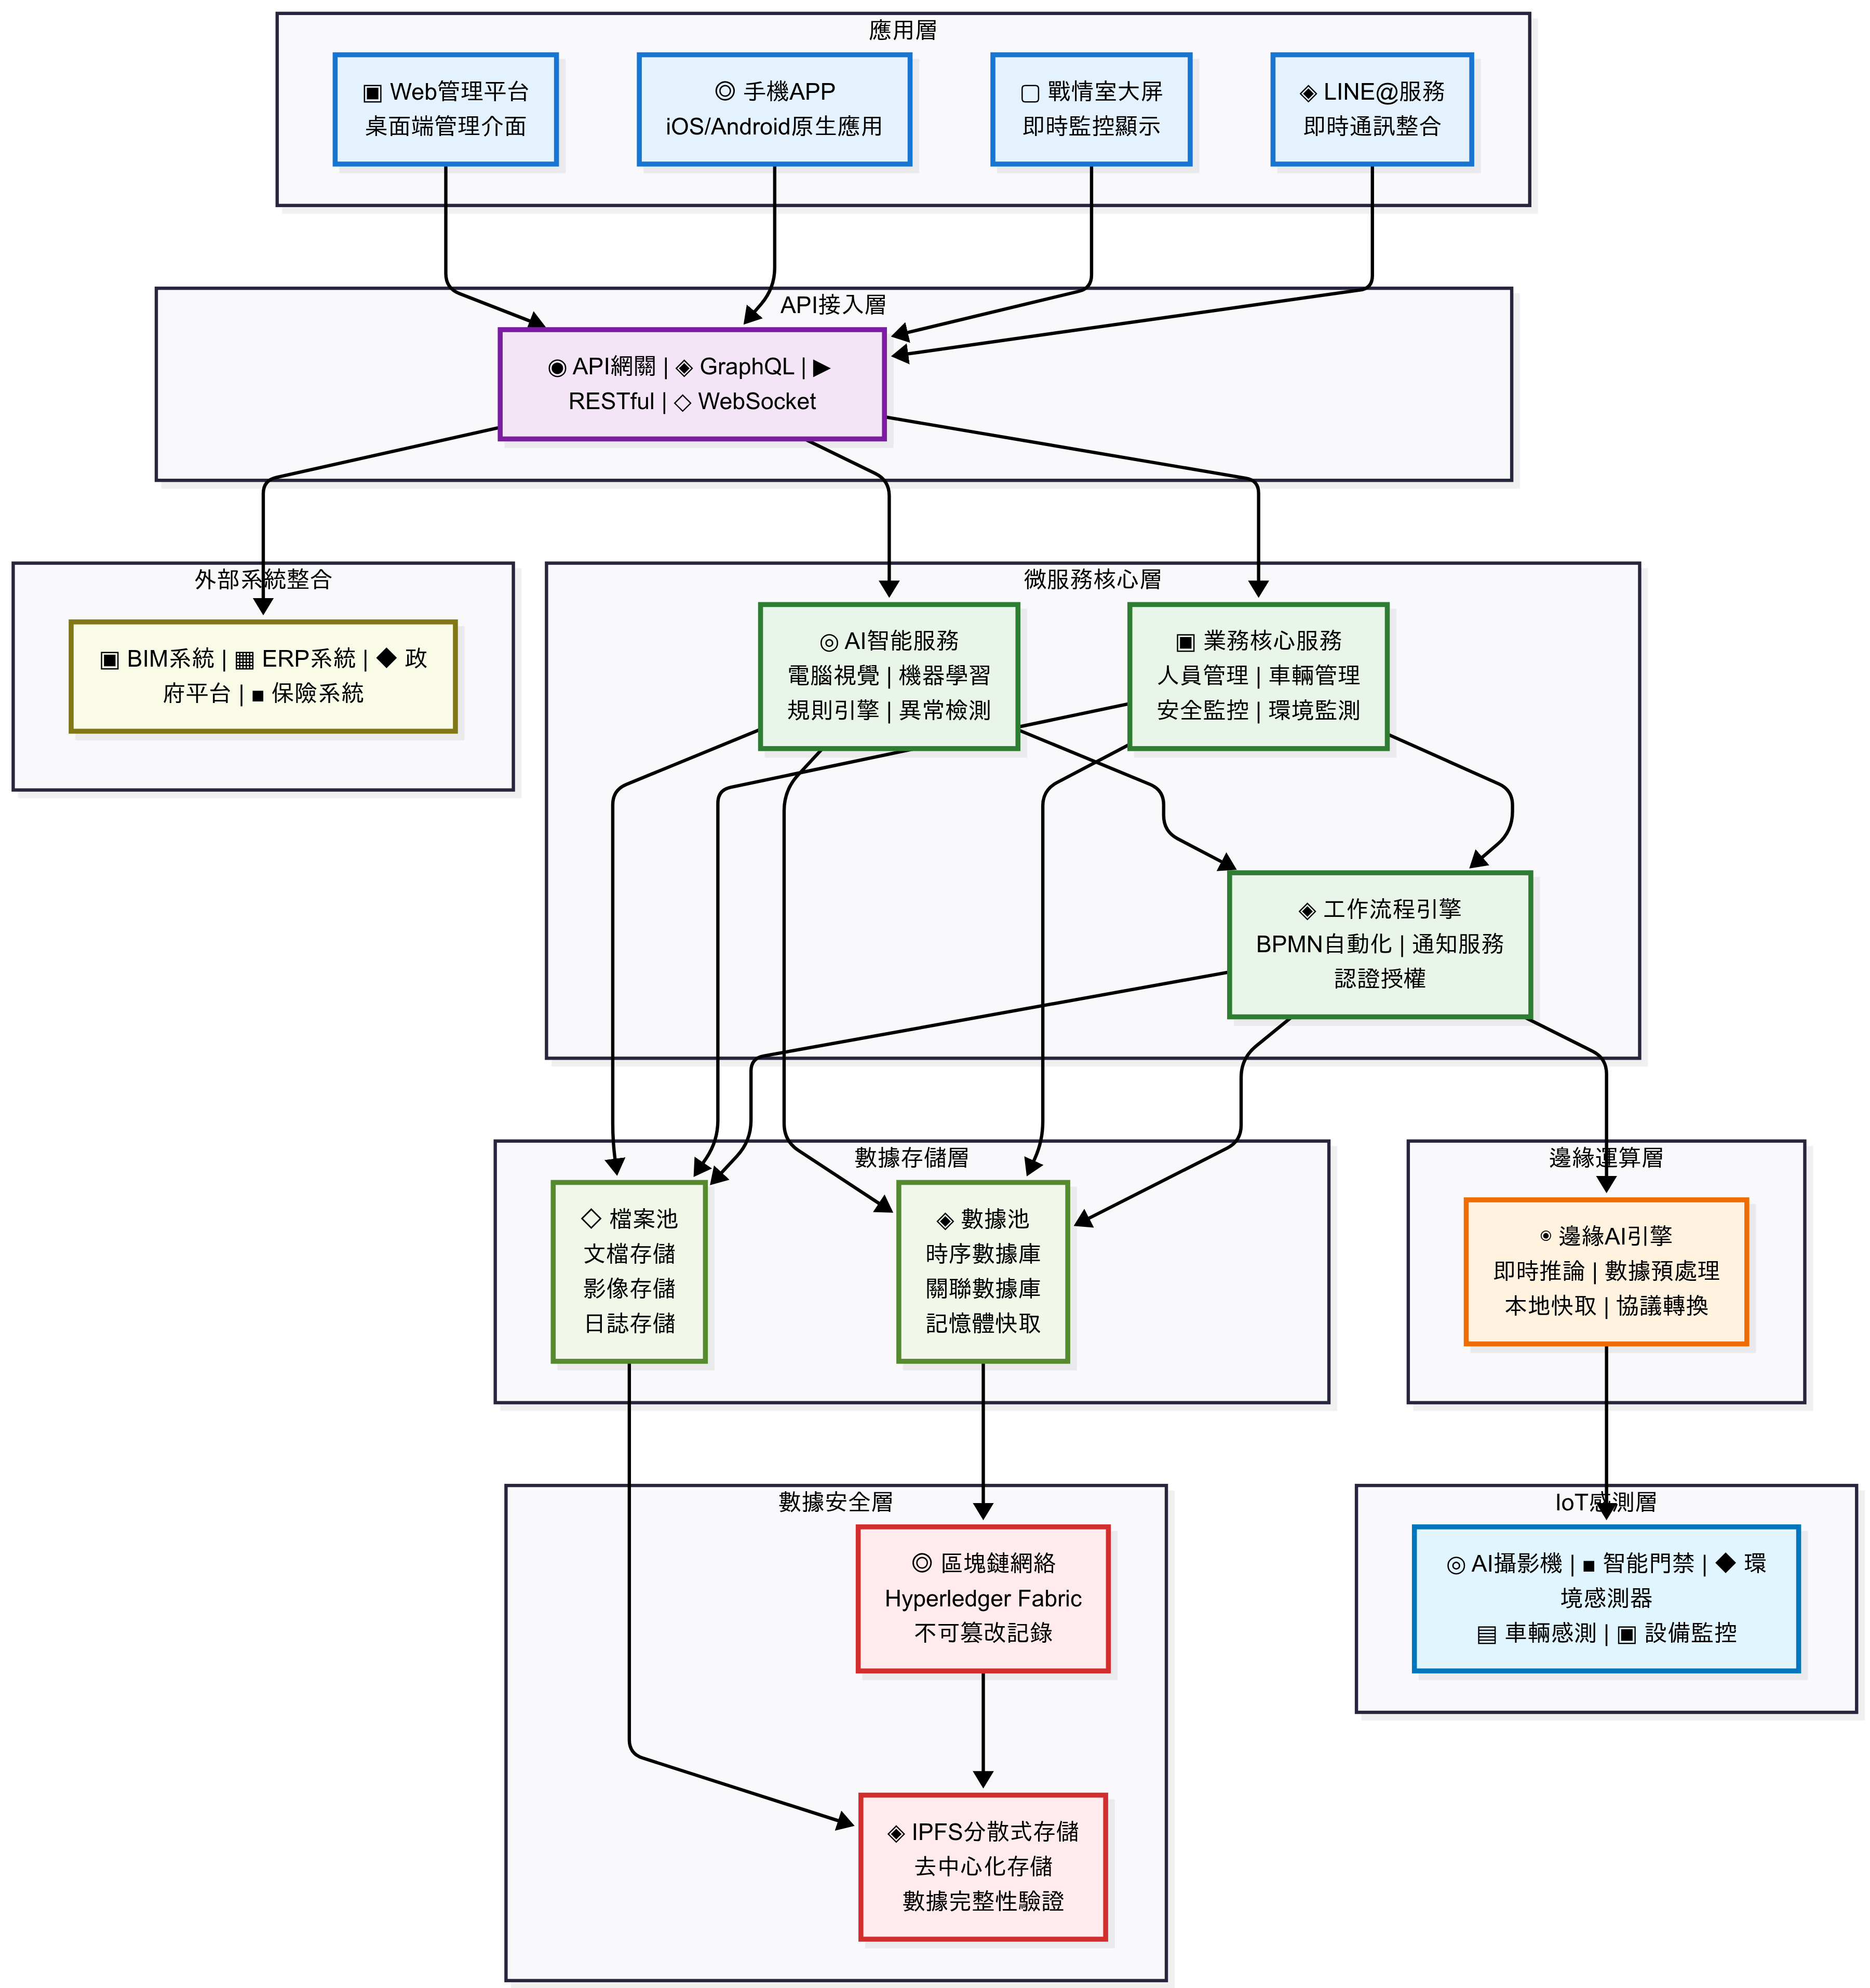 應用層
▣ Web管理平台
桌面端管理介面
◎ 手機APP
iOS/Android原生應用
▢ 戰情室大屏
即時監控顯示
◈ LINE@服務
即時通訊整合
API接入層
◉ API網關 | ◈ GraphQL | ▶
RESTful | ◇ WebSocket
外部系統整合
▣ BIM系統 | ▦ ERP系統 | ◆ 政
府平台 | ■ 保險系統
微服務核心層
◎ AI智能服務
電腦視覺 | 機器學習
規則引擎 | 異常檢測
▣ 業務核心服務
人員管理 | 車輛管理
安全監控 | 環境監測
◈ 工作流程引擎
BPMN自動化 | 通知服務
認證授權
數據存儲層
◇ 檔案池
文檔存儲
影像存儲
日誌存儲
◈ 數據池
時序數據庫
關聯數據庫
記憶體快取
邊緣運算層
◉ 邊緣AI引擎
即時推論 | 數據預處理
本地快取 | 協議轉換
數據安全層
◎ 區塊鏈網絡
Hyperledger Fabric
不可篡改記錄
◈ IPFS分散式存儲
去中心化存儲
數據完整性驗證
IoT感測層
◎ AI攝影機 | ■ 智能門禁 | ◆ 環
境感測器
▤ 車輛感測 | ▣ 設備監控